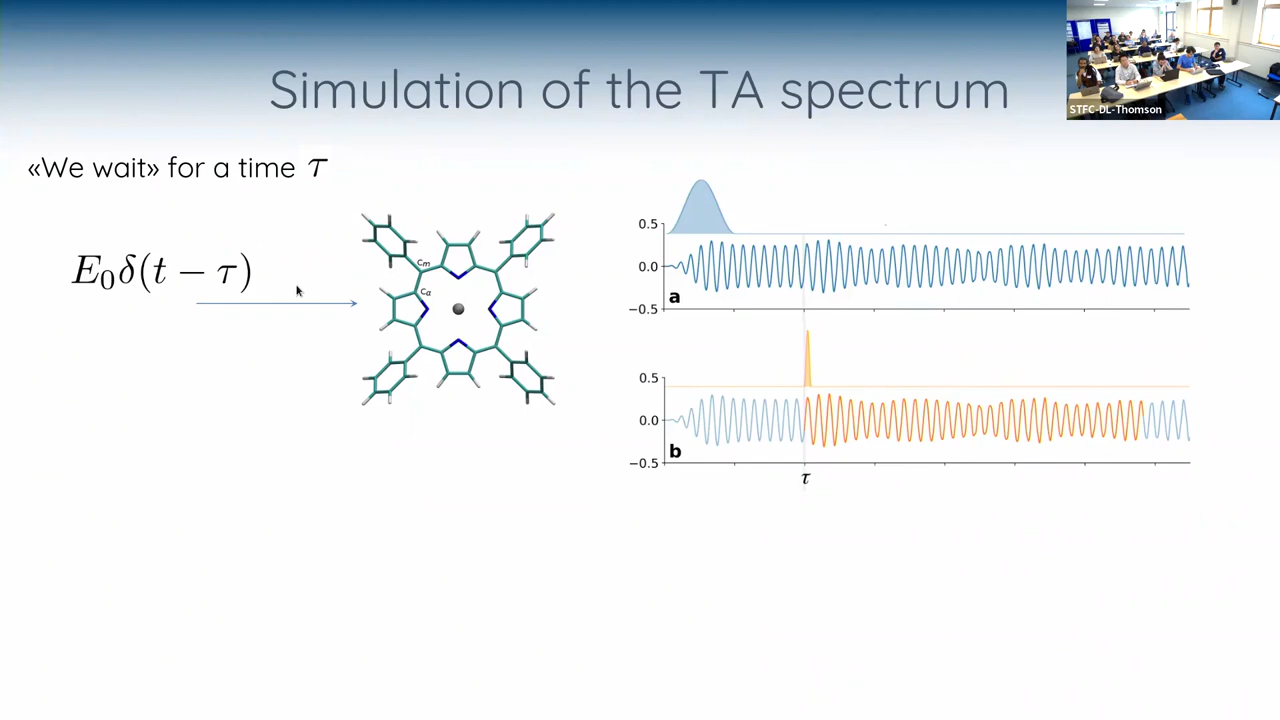 Simulation of the TA spectrum
STFC-DL-Thomson
«We wait» for a time τ
E₀δ(t − τ)
Cm
Cα
0.5
0.0
−0.5
a
0.5
0.0
−0.5
b
τ